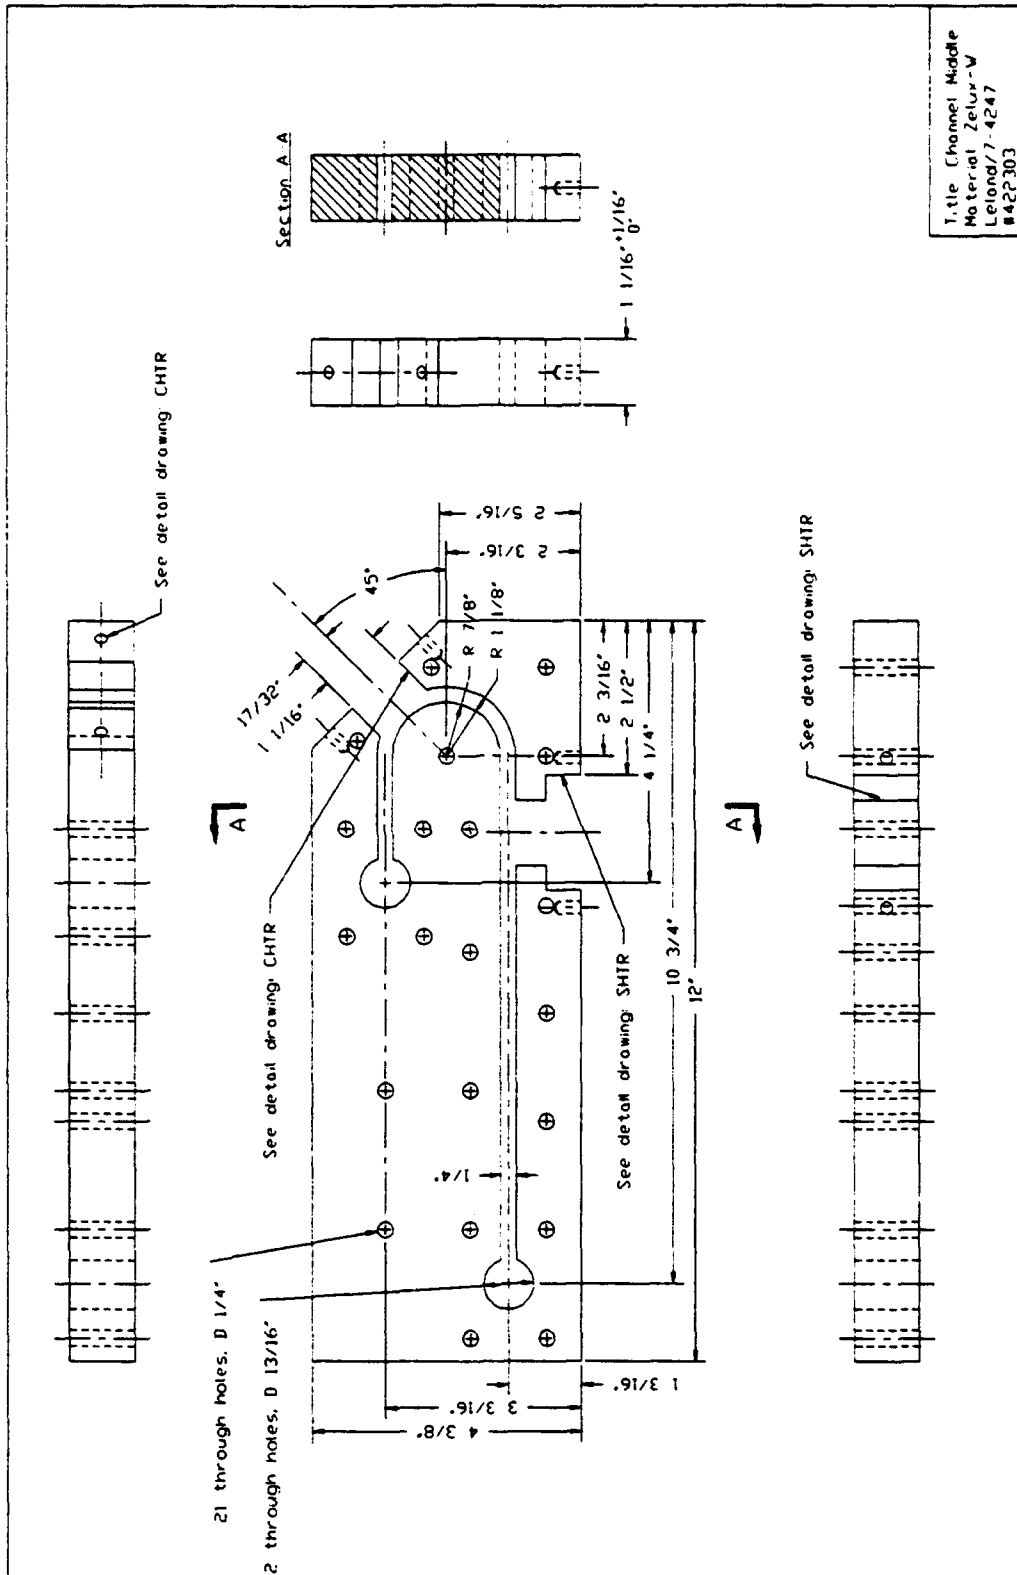 21 through holes, D 1/4"
2 through holes, D 13/16"
See detail drawing: CHTR
See detail drawing: CHTR
17/32"
1 1/16"
45°
R 7/8"
R 1 1/8"
2 5/16"
2 3/16"
Section A A
1 1/16" +1/16"
0"
A
A
1/4"
4 3/8"
3 3/16"
1 3/16"
2 3/16"
2 1/2"
4 1/4"
10 3/4"
12"
See detail drawing: SHTR
See detail drawing: SHTR
Title Channel Middle
Material Zelux-W
Leland/7-4247
#422303